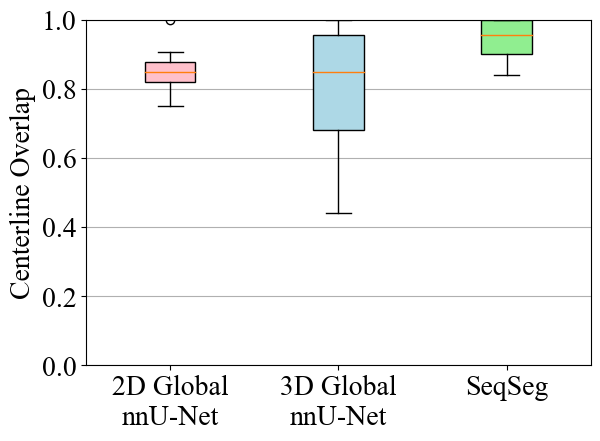 Centerline Overlap
1.0
0.8
0.6
0.4
0.2
0.0
2D Global
nnU-Net
3D Global
nnU-Net
SeqSeg